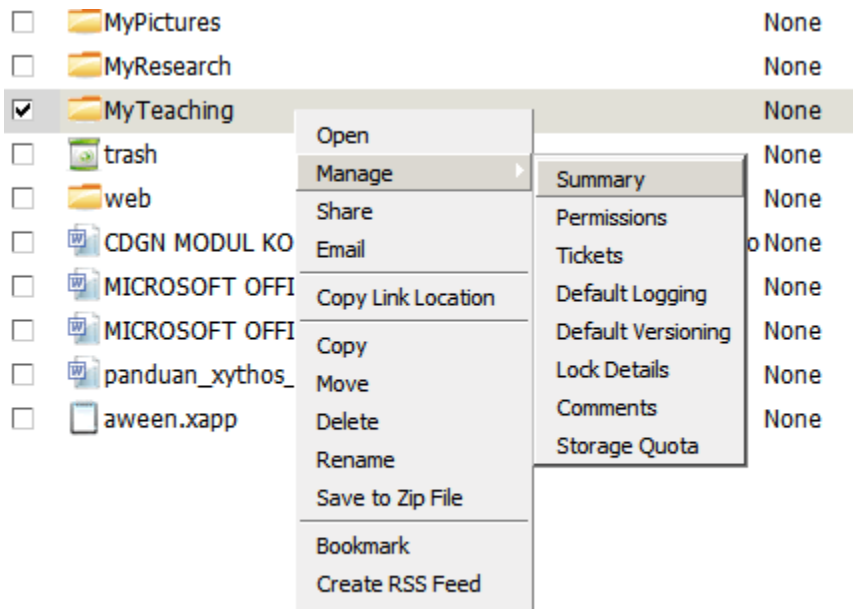 MyPictures None
MyResearch None
MyTeaching
trash None
web None
CDGN MODUL KO o None
MICROSOFT OFFI None
MICROSOFT OFFI None
panduan_xythos_ None
aween.xapp None
Open
Manage
Share
Email
Copy Link Location
Copy
Move
Delete
Rename
Save to Zip File
Bookmark
Create RSS Feed
Summary
Permissions
Tickets
Default Logging
Default Versioning
Lock Details
Comments
Storage Quota